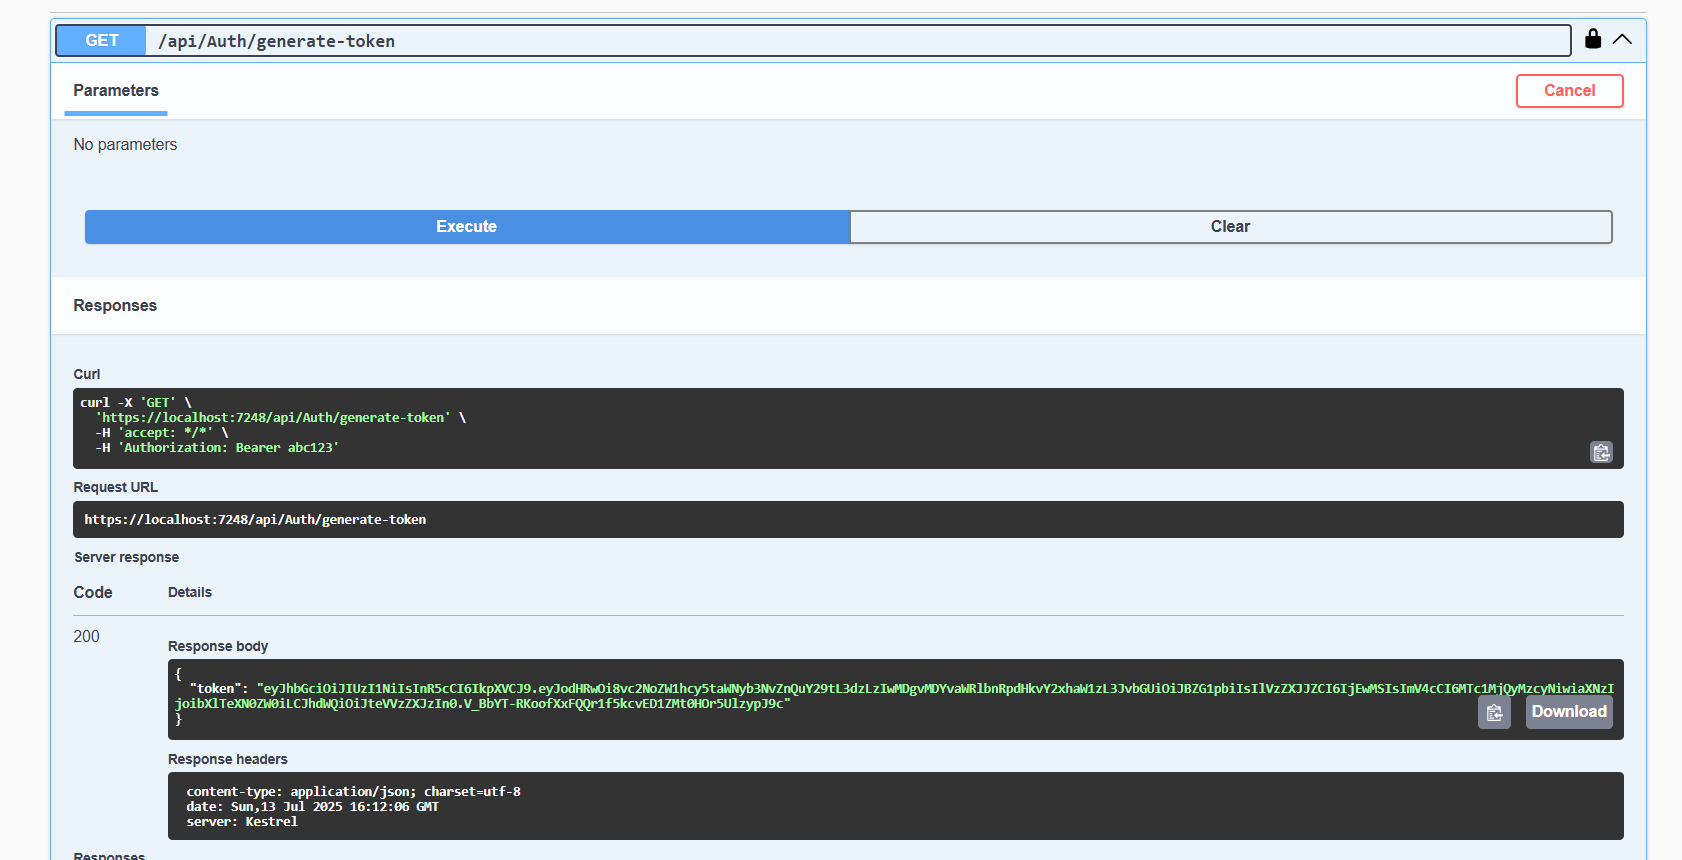 GET /api/Auth/generate-token
Parameters
Cancel
No parameters
Execute
Clear
Responses
Curl
curl -X 'GET' \
'https://localhost:7248/api/Auth/generate-token' \
-H 'accept: */*' \
-H 'Authorization: Bearer abc123'
Request URL
https://localhost:7248/api/Auth/generate-token
Server response
Code
Details
200
Response body
{
"token": "eyJhbGciOiJIUzI1NiIsInR5cCI6IkpXVCJ9.eyJodHRwOi8vc2NoZW1hcy5taWNyb3NvZnQuY29tL3dzLzIwMDgvMDYvaWRlbnRpdHkvY2xhaW1zL3JvbGUiOiJBZG1pbiIsIlVzZXJJZCI6IjEwMSIsImV4cCI6MTc1MjQyMzcyNiwiaXNzI
joibXlTeXN0ZW0iLCJhdWQiOiJteVVzZXJzIn0.V_BbYT-RKoofXxFQQr1f5kcvED1ZMt0HOr5UlzypJ9c"
}
Download
Response headers
content-type: application/json; charset=utf-8
date: Sun,13 Jul 2025 16:12:06 GMT
server: Kestrel
Responses